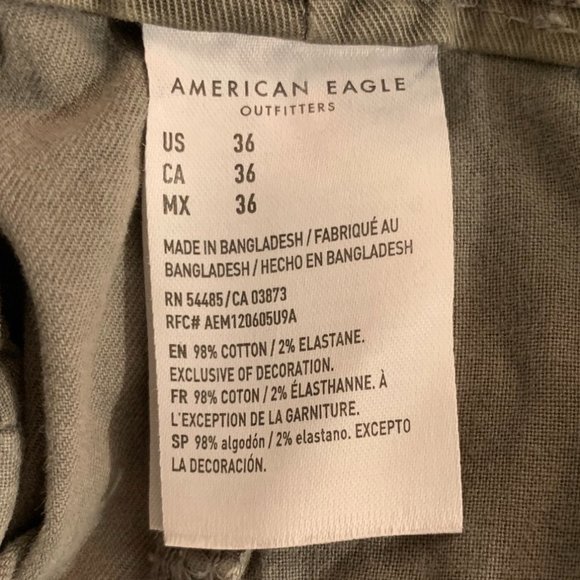 AMERICAN EAGLE
OUTFITTERS
US 36
CA 36
MX 36
MADE IN BANGLADESH / FABRIQUÉ AU
BANGLADESH / HECHO EN BANGLADESH
RN 54485 / CA 03873
RFC# AEM120605U9A
EN 98% COTTON / 2% ELASTANE.
EXCLUSIVE OF DECORATION.
FR 98% COTON / 2% ÉLASTHANNE. À
L'EXCEPTION DE LA GARNITURE.
SP 98% algodón / 2% elastano. EXCEPTO
LA DECORACIÓN.